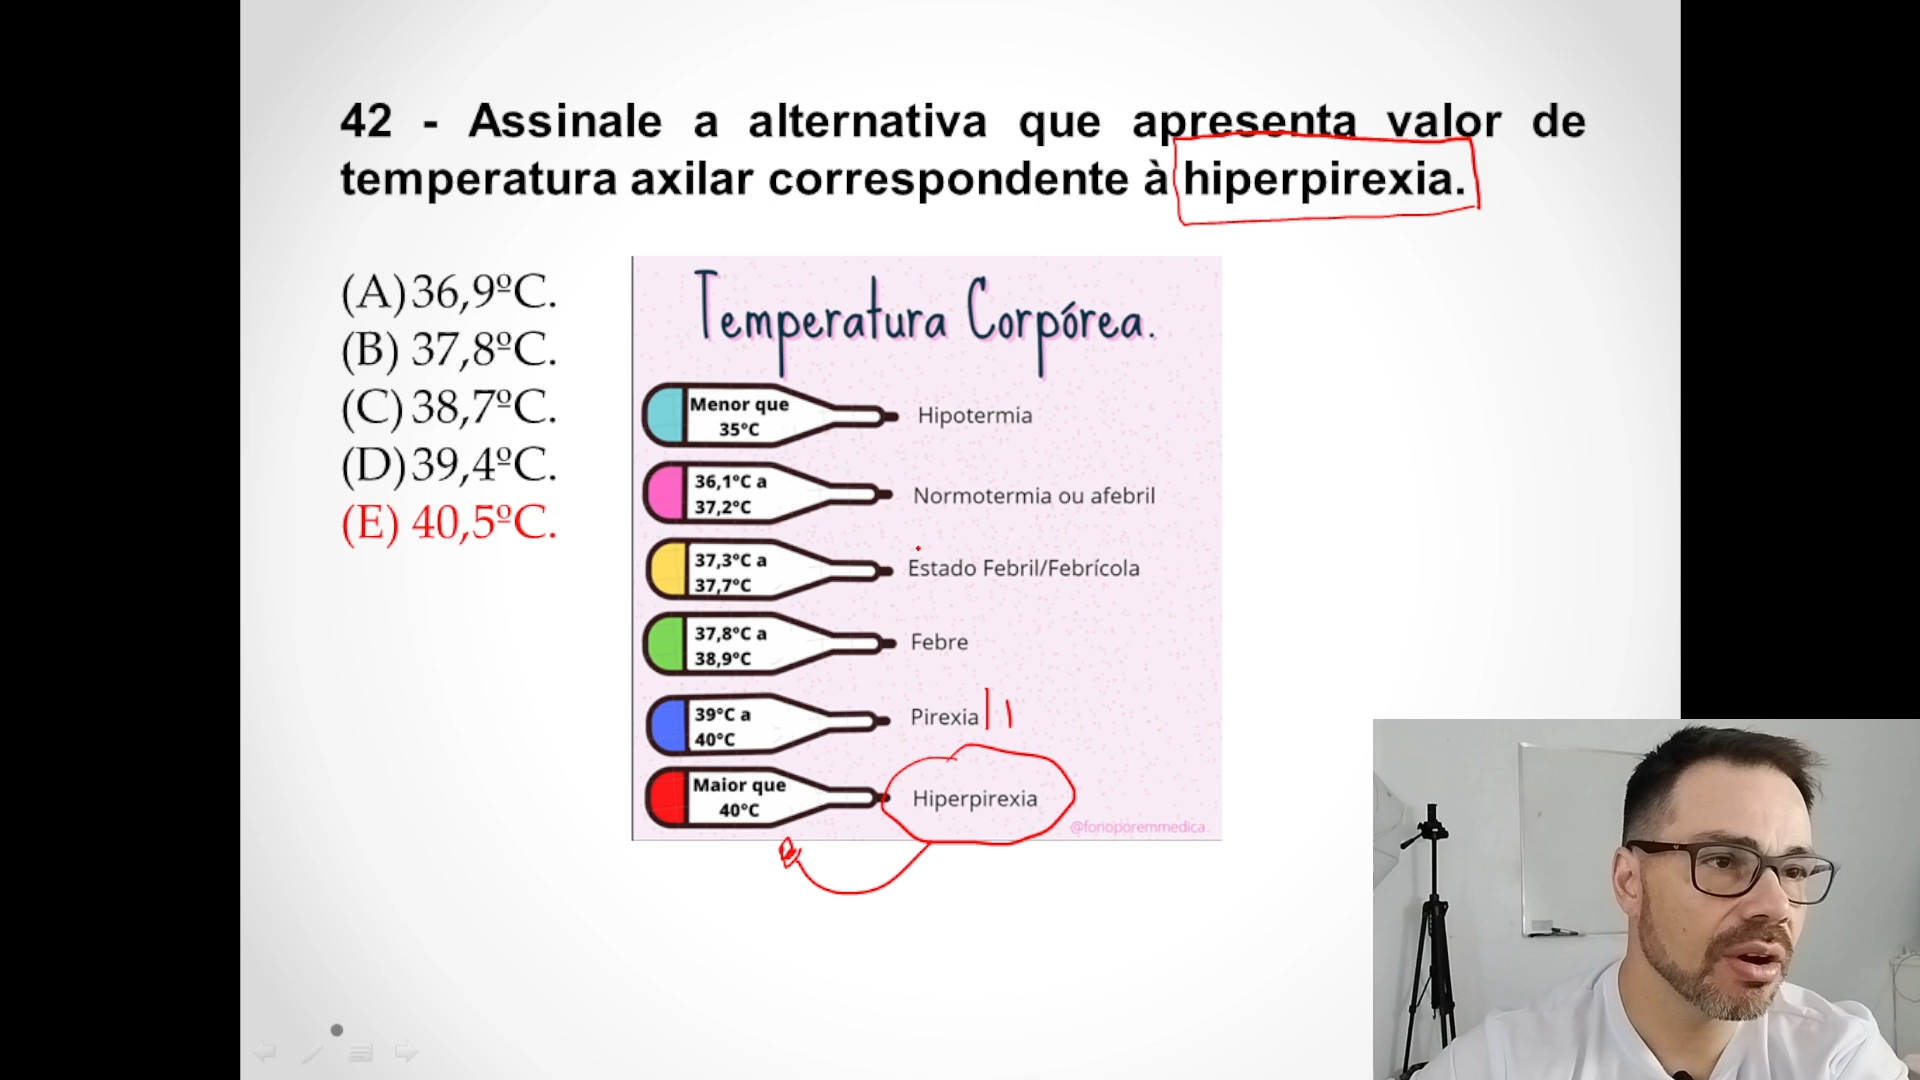 42 - Assinale a alternativa que apresenta valor de
temperatura axilar correspondente à hiperpirexia.
(A) 36,9ºC.
(B) 37,8ºC.
(C) 38,7ºC.
(D) 39,4ºC.
(E) 40,5ºC.
Temperatura Corpórea.
Menor que
35°C
Hipotermia
36,1°C a
37,2°C
Normotermia ou afebril
37,3°C a
37,7°C
Estado Febril/Febrícola
37,8°C a
38,9°C
Febre
39°C a
40°C
Pirexia
Maior que
40°C
Hiperpirexia
@fonoporemmedica